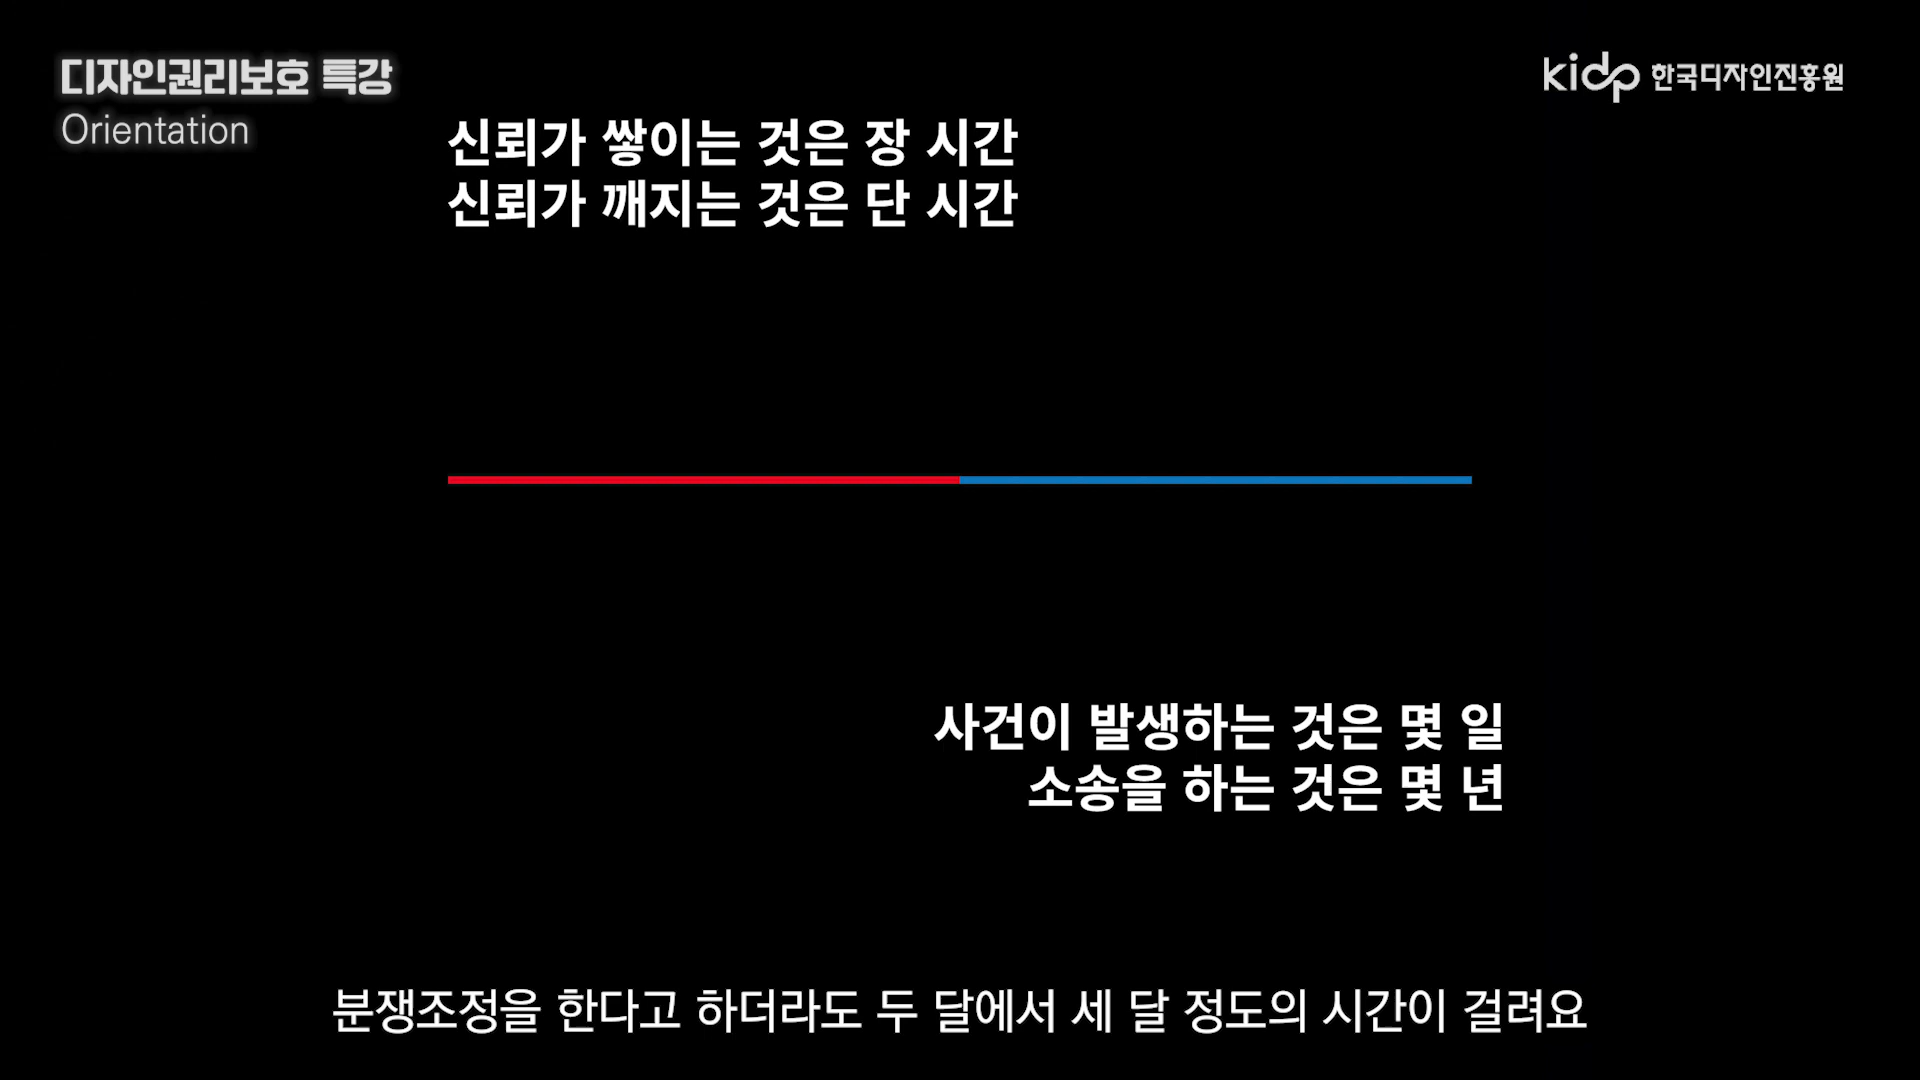 디자인권리보호 특강
Orientation
kidp 한국디자인진흥원
신뢰가 쌓이는 것은 장 시간
신뢰가 깨지는 것은 단 시간
사건이 발생하는 것은 몇 일
소송을 하는 것은 몇 년
분쟁조정을 한다고 하더라도 두 달에서 세 달 정도의 시간이 걸려요